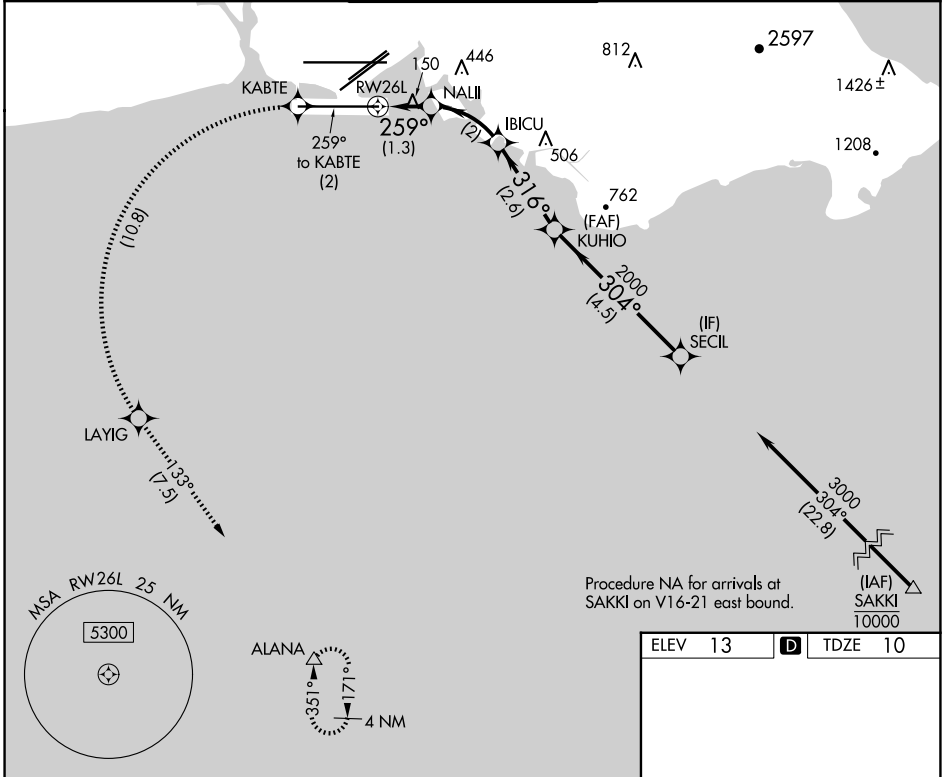 2597
812
446
1426 ±
150
KABTE
RW26L
NALII
259°
(1.3)
(2)
IBICU
506
1208
259°
to KABTE
(2)
316°
(2.6)
762
(FAF)
KUHIO
(10.8)
2000
304°
(4.5)
(IF)
SECIL
LAYIG
133°
(7.5)
3000
304°
(22.8)
(IAF)
SAKKI
10000
Procedure NA for arrivals at
SAKKI on V16-21 east bound.
MSA RW26L 25 NM
5300
ALANA
351°
171°
4 NM
ELEV 13 D TDZE 10